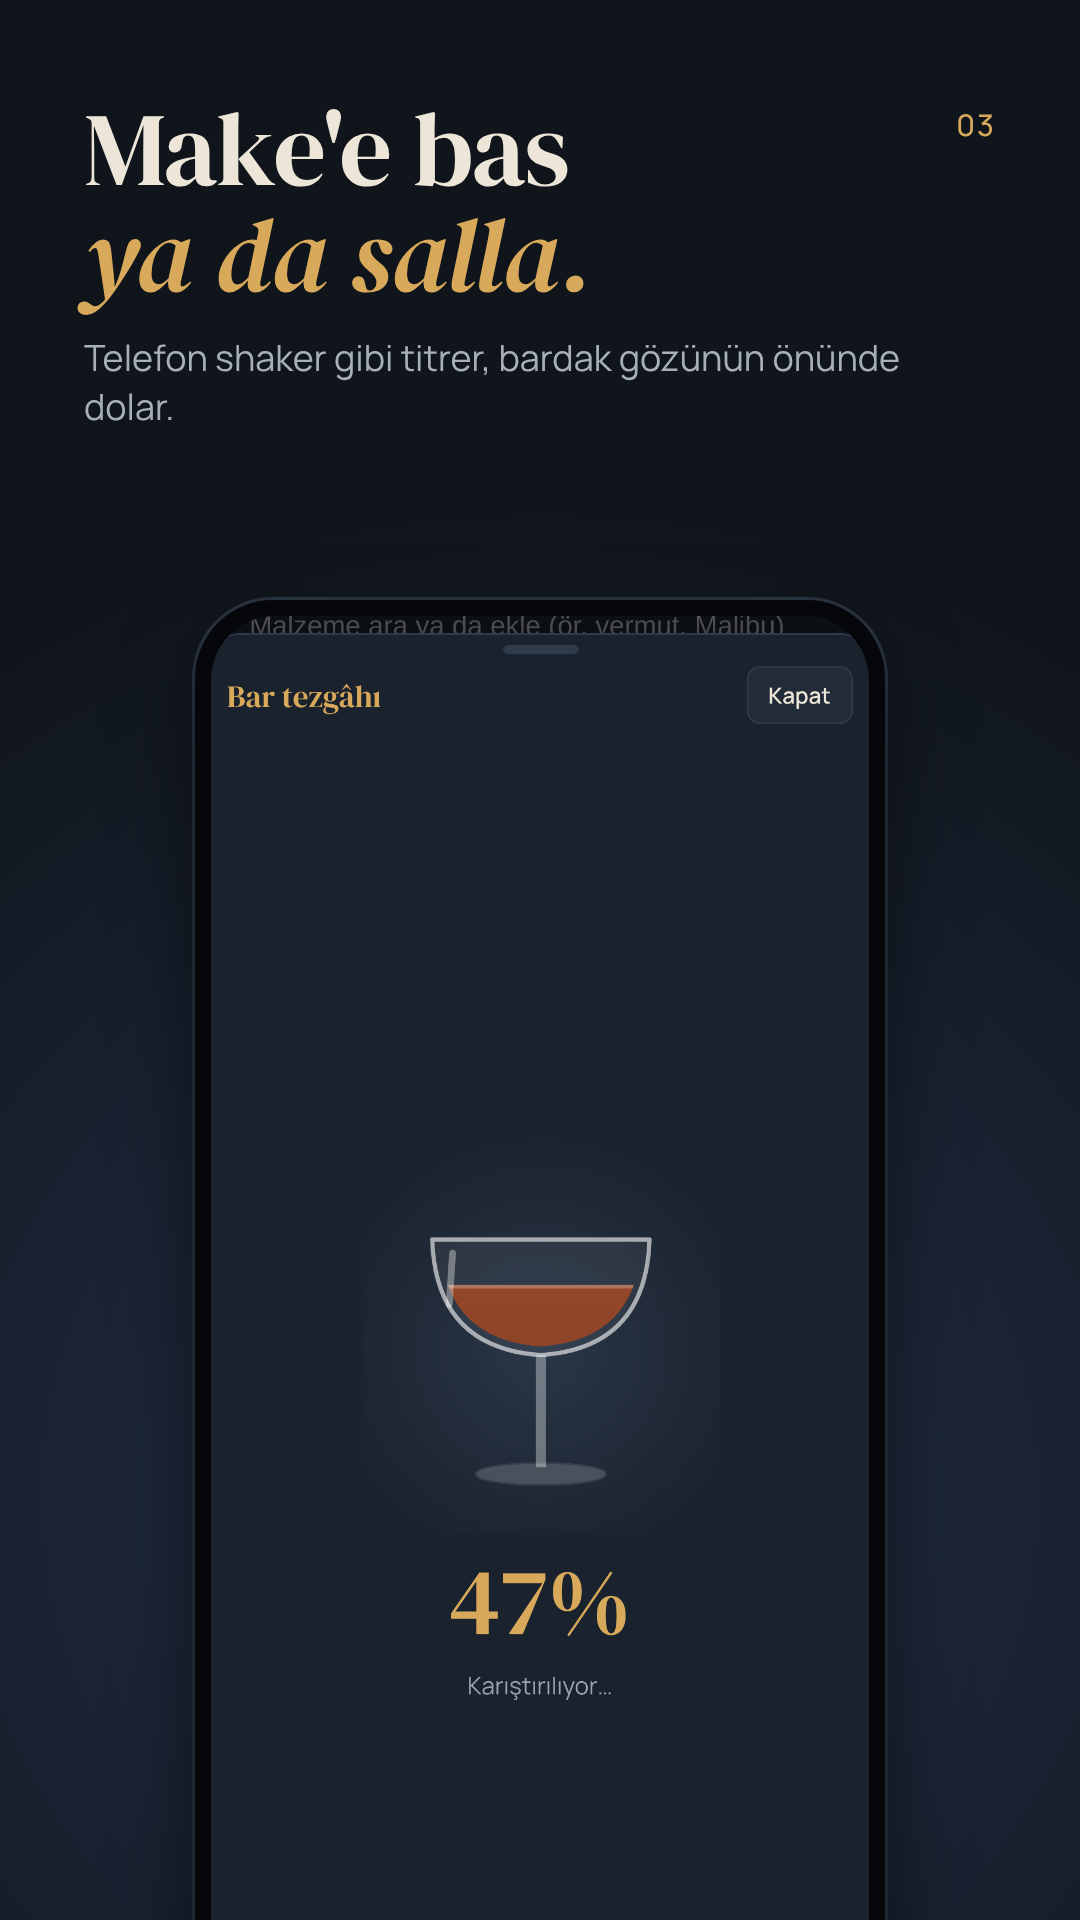 Make'e bas
03
ya da salla.
Telefon shaker gibi titrer, bardak gözünün önünde
dolar.
Malzeme ara ya da ekle (ör. vermut, Malibu)
Bar tezgâhı
Kapat
47%
Karıştırılıyor...